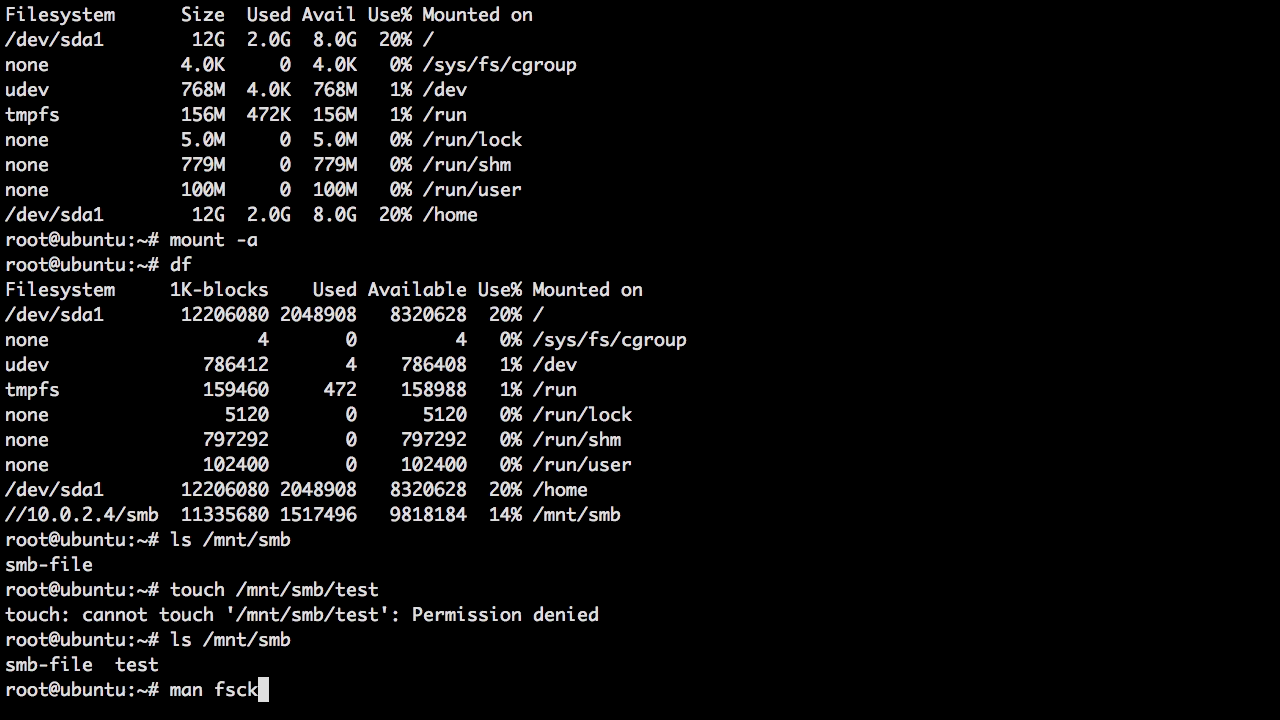 Filesystem      Size  Used Avail Use% Mounted on
/dev/sda1        12G  2.0G  8.0G  20% /
none            4.0K     0  4.0K   0% /sys/fs/cgroup
udev            768M  4.0K  768M   1% /dev
tmpfs           156M  472K  156M   1% /run
none            5.0M     0  5.0M   0% /run/lock
none            779M     0  779M   0% /run/shm
none            100M     0  100M   0% /run/user
/dev/sda1        12G  2.0G  8.0G  20% /home
root@ubuntu:~# mount -a
root@ubuntu:~# df
Filesystem     1K-blocks    Used Available Use% Mounted on
/dev/sda1       12206080 2048908   8320628  20% /
none                   4       0         4   0% /sys/fs/cgroup
udev              786412       4    786408   1% /dev
tmpfs             159460     472    158988   1% /run
none                5120       0      5120   0% /run/lock
none              797292       0    797292   0% /run/shm
none              102400       0    102400   0% /run/user
/dev/sda1       12206080 2048908   8320628  20% /home
//10.0.2.4/smb  11335680 1517496   9818184  14% /mnt/smb
root@ubuntu:~# ls /mnt/smb
smb-file
root@ubuntu:~# touch /mnt/smb/test
touch: cannot touch '/mnt/smb/test': Permission denied
root@ubuntu:~# ls /mnt/smb
smb-file  test
root@ubuntu:~# man fsck